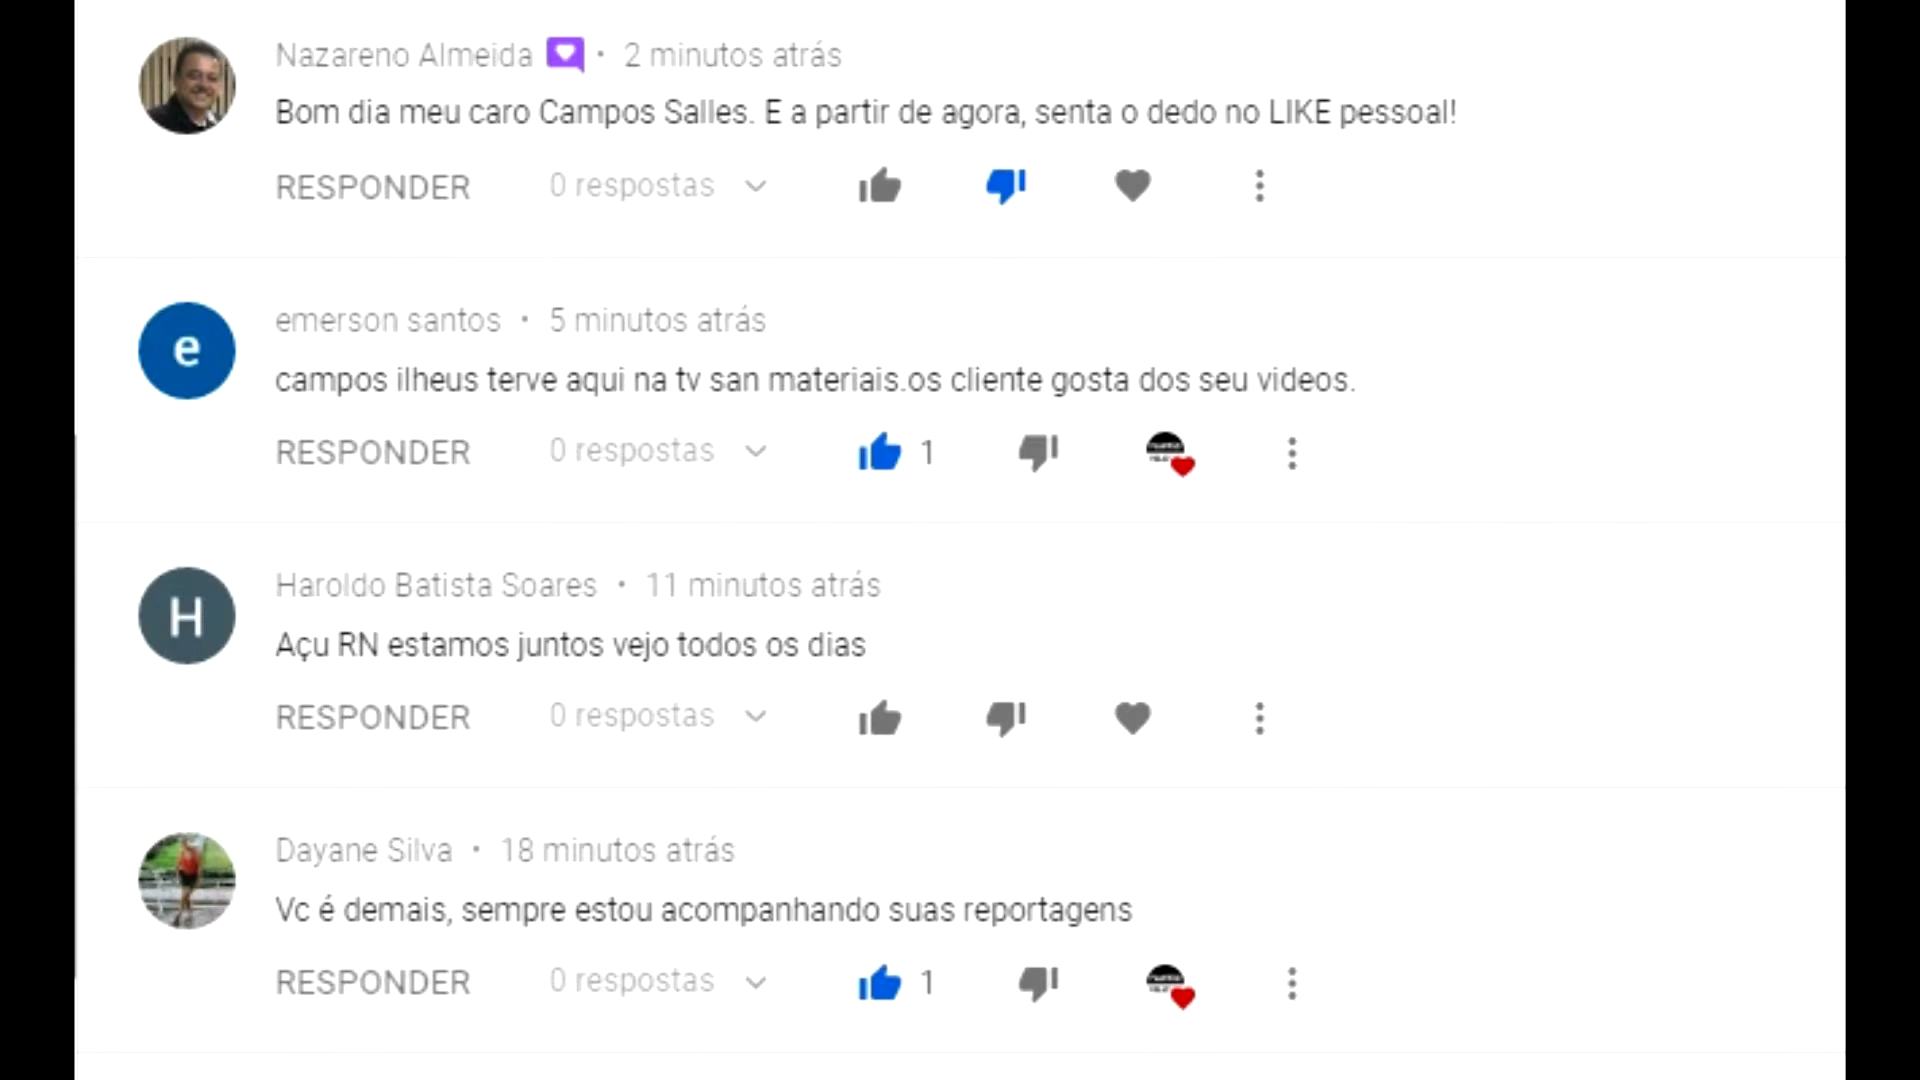 Nazareno Almeida • 2 minutos atrás
Bom dia meu caro Campos Salles. E a partir de agora, senta o dedo no LIKE pessoal!
RESPONDER 0 respostas
e
emerson santos • 5 minutos atrás
campos ilheus terve aqui na tv san materiais.os cliente gosta dos seu videos.
RESPONDER 0 respostas 1
H
Haroldo Batista Soares • 11 minutos atrás
Açu RN estamos juntos vejo todos os dias
RESPONDER 0 respostas
Dayane Silva • 18 minutos atrás
Vc é demais, sempre estou acompanhando suas reportagens
RESPONDER 0 respostas 1